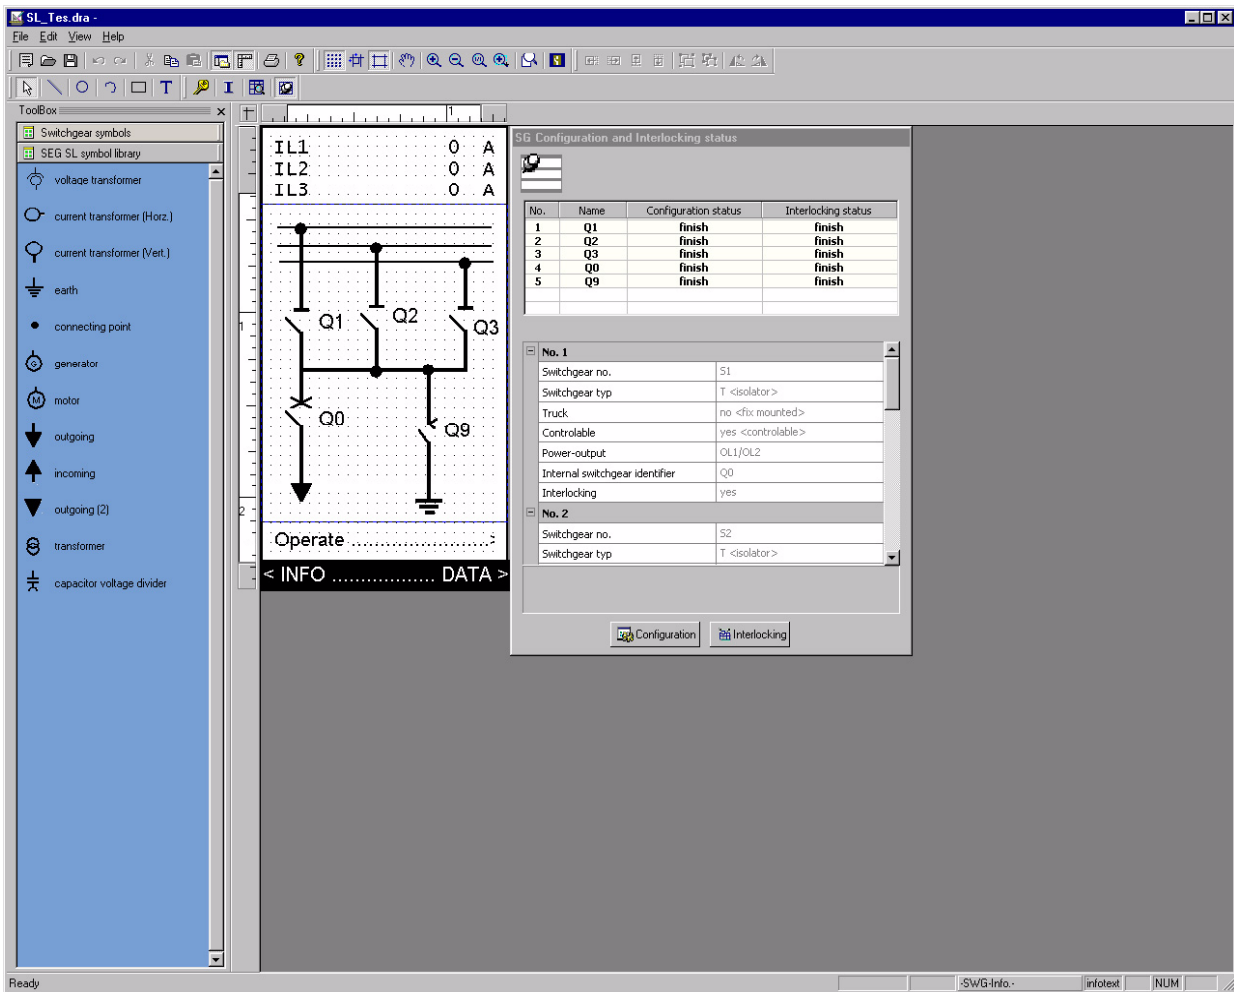 SL_Tes.dra -
File Edit View Help
ToolBox
Switchgear symbols
SEG SL symbol library
voltage transformer
current transformer (Horz.)
current transformer (Vert.)
earth
connecting point
G
generator
M
motor
outgoing
incoming
outgoing (2)
transformer
capacitor voltage divider
1
1
2
IL1 0 A
IL2 0 A
IL3 0 A
Q1
Q2
Q3
Q0
Q9
Operate ......................>
< INFO .................. DATA >
SG Configuration and Interlocking status
No. Name Configuration status Interlocking status
1 Q1 finish finish
2 Q2 finish finish
3 Q3 finish finish
4 Q0 finish finish
5 Q9 finish finish
No. 1
Switchgear no. S1
Switchgear typ T <isolator>
Truck no <fix mounted>
Controlable yes <controlable>
Power-output OL1/OL2
Internal switchgear identifier Q0
Interlocking yes
No. 2
Switchgear no. S2
Switchgear typ T <isolator>
Configuration Interlocking
Ready -SWG-Info.- infotext NUM